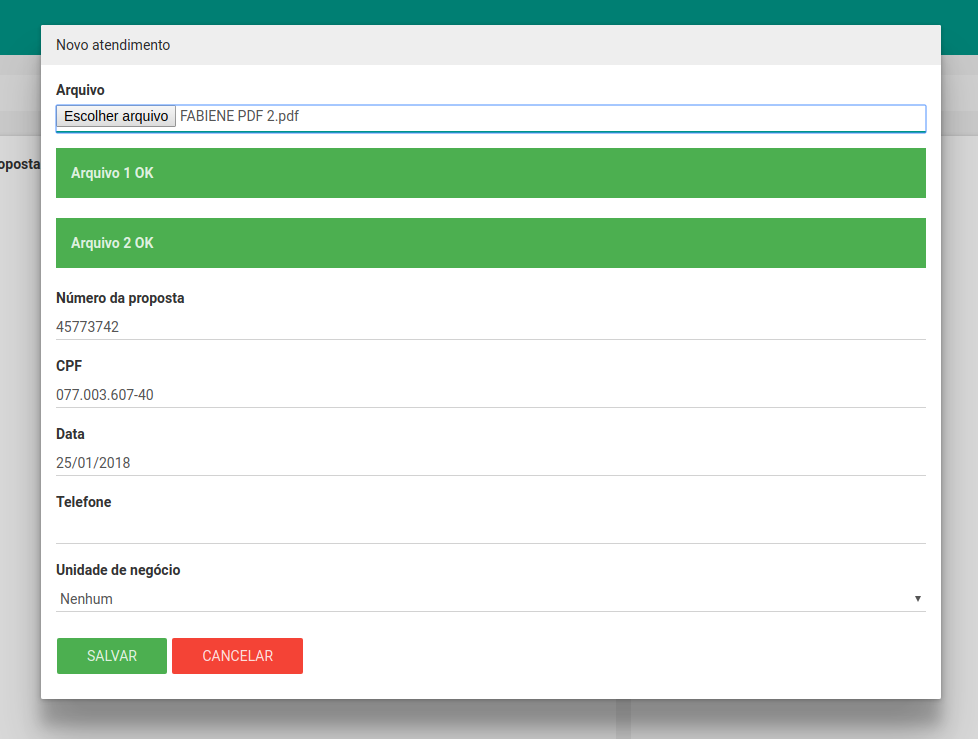 Novo atendimento
Arquivo
Escolher arquivo FABIENE PDF 2.pdf
Arquivo 1 OK
oposta
Arquivo 2 OK
Número da proposta
45773742
CPF
077.003.607-40
Data
25/01/2018
Telefone
Unidade de negócio
Nenhum
SALVAR CANCELAR